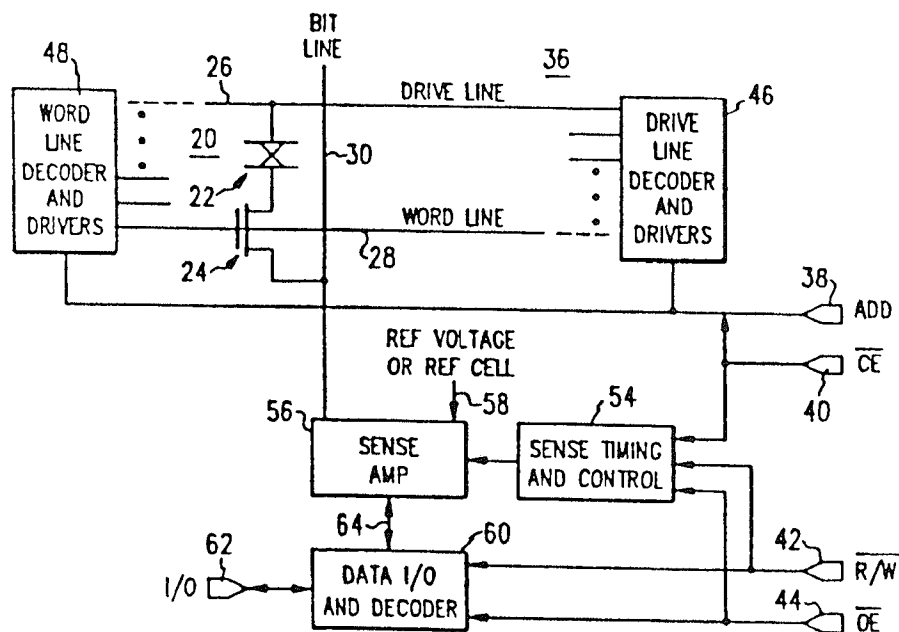 BIT
LINE
48
36
26
DRIVE LINE
46
WORD
LINE
DECODER
AND
DRIVERS
20
22
30
DRIVE
LINE
DECODER
AND
DRIVERS
WORD LINE
24
28
38
ADD
REF VOLTAGE
OR REF CELL
CE
40
58
54
56
SENSE
AMP
SENSE TIMING
AND CONTROL
64
60
62
42
I/O
DATA I/O
AND DECODER
R/W
44
OE